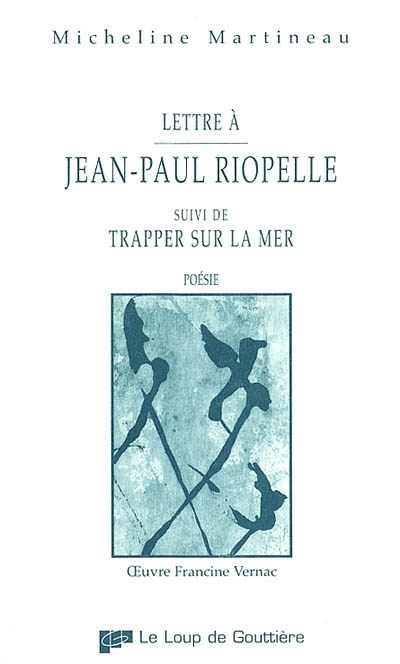 Micheline Martineau
LETTRE À
JEAN-PAUL RIOPELLE
SUIVI DE
TRAPPER SUR LA MER
POÉSIE
Œuvre Francine Vernac
Le Loup de Gouttière